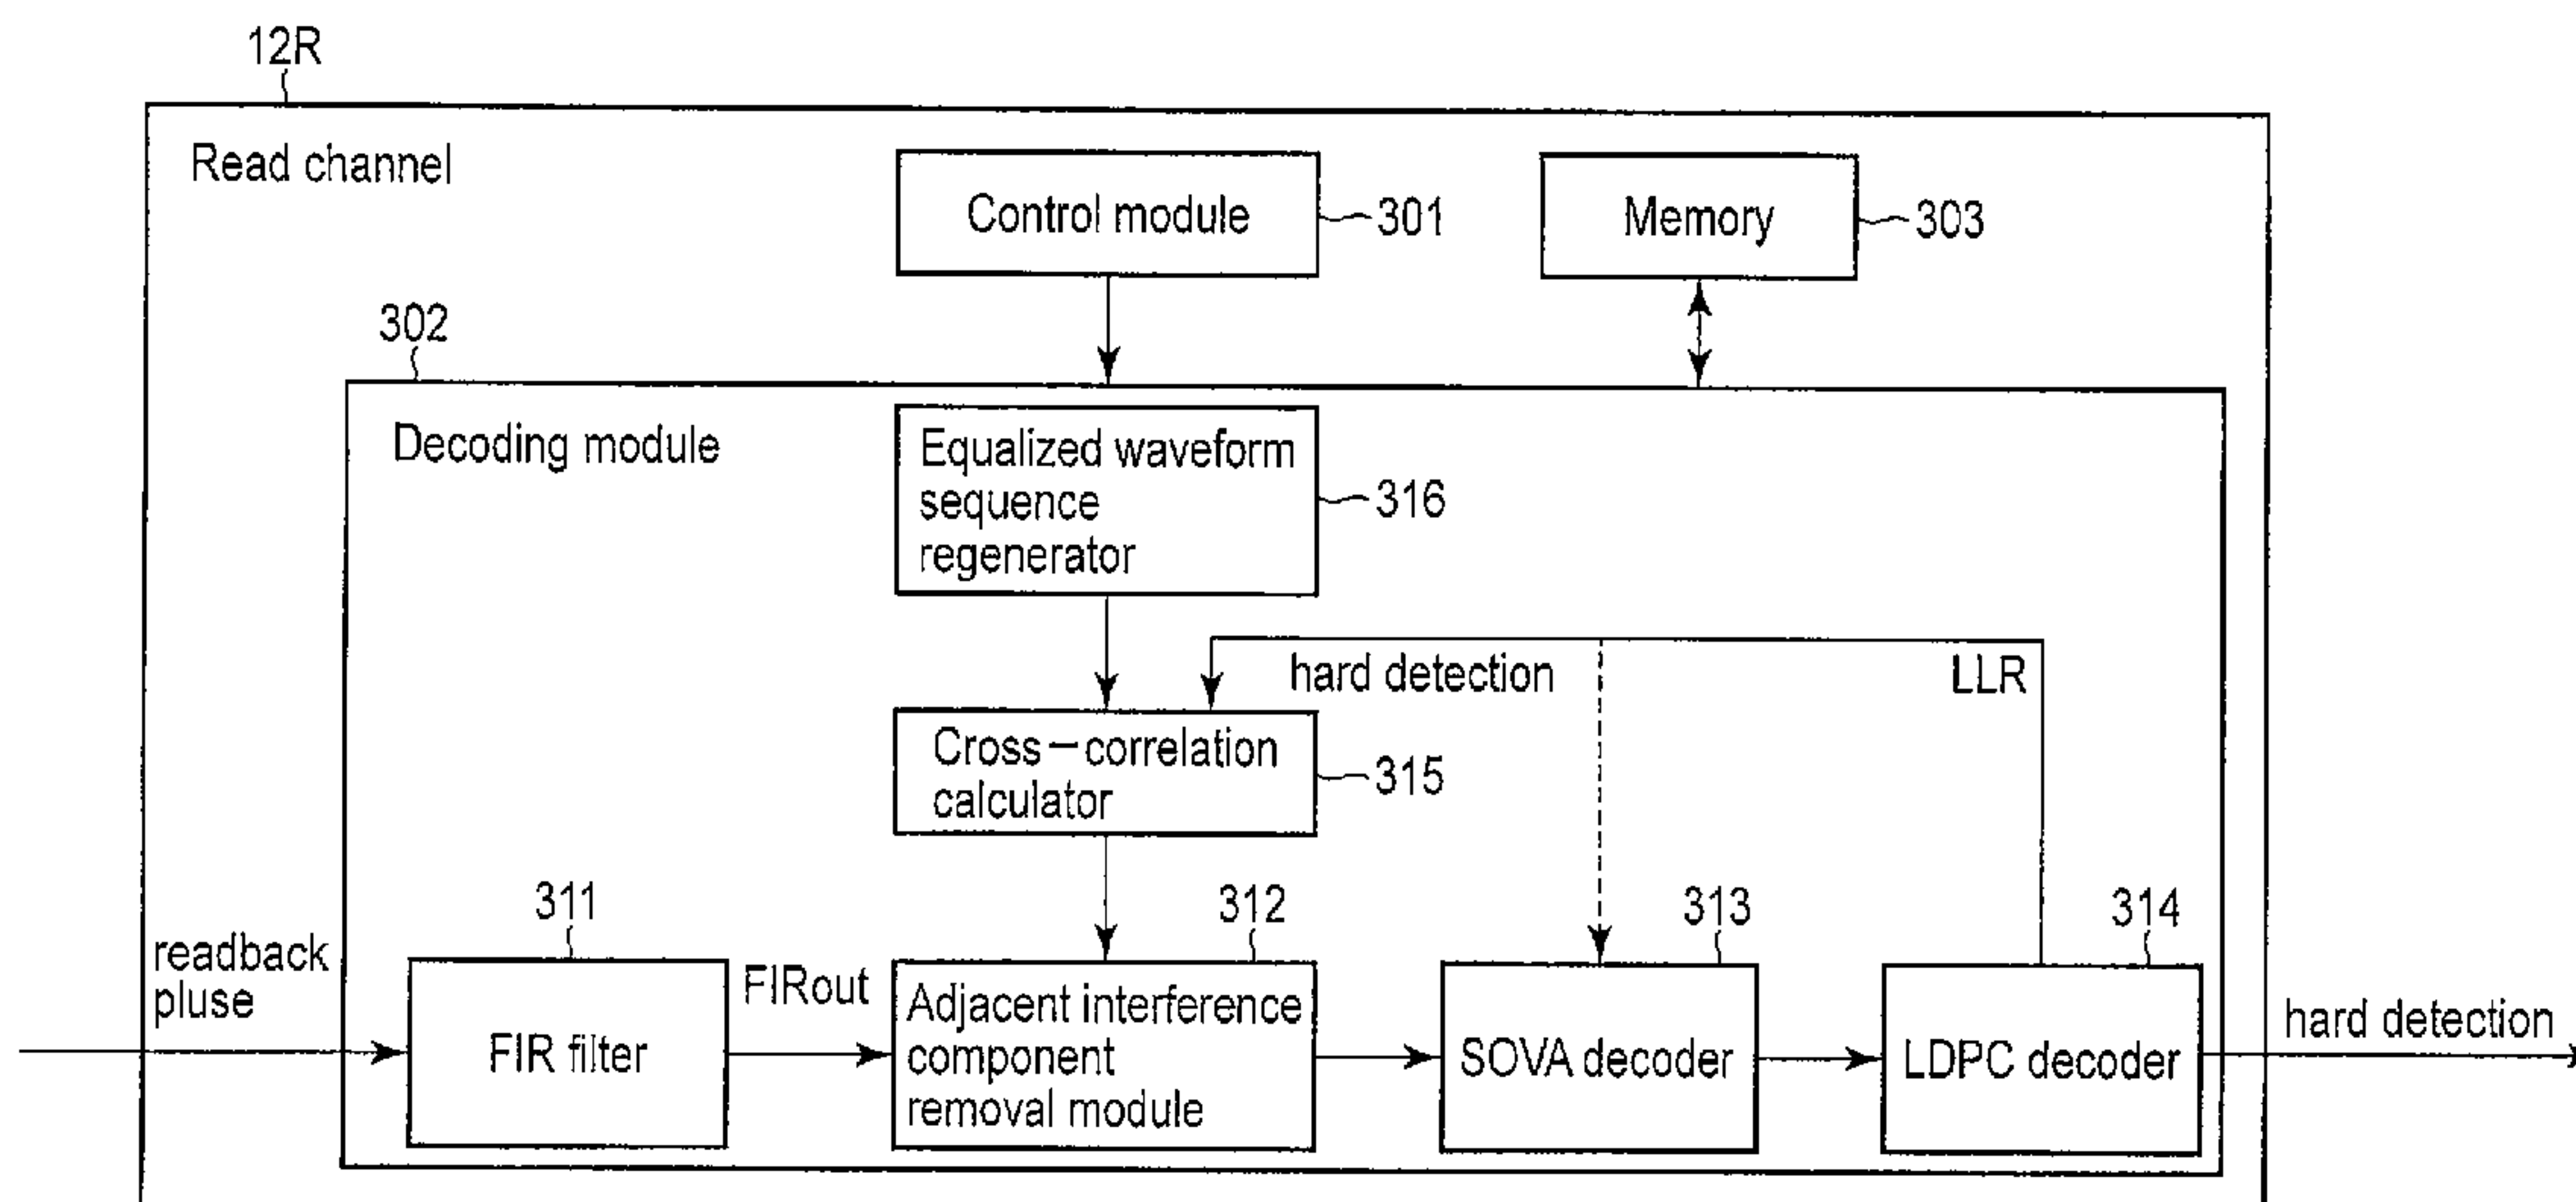 12R
Read channel
Control module
301
Memory
303
302
Decoding module
Equalized waveform
sequence
regenerator
316
hard detection
LLR
Cross-correlation
calculator
315
311
312
313
314
readback
pluse
FIR filter
FIRout
Adjacent interference
component
removal module
SOVA decoder
LDPC decoder
hard detection